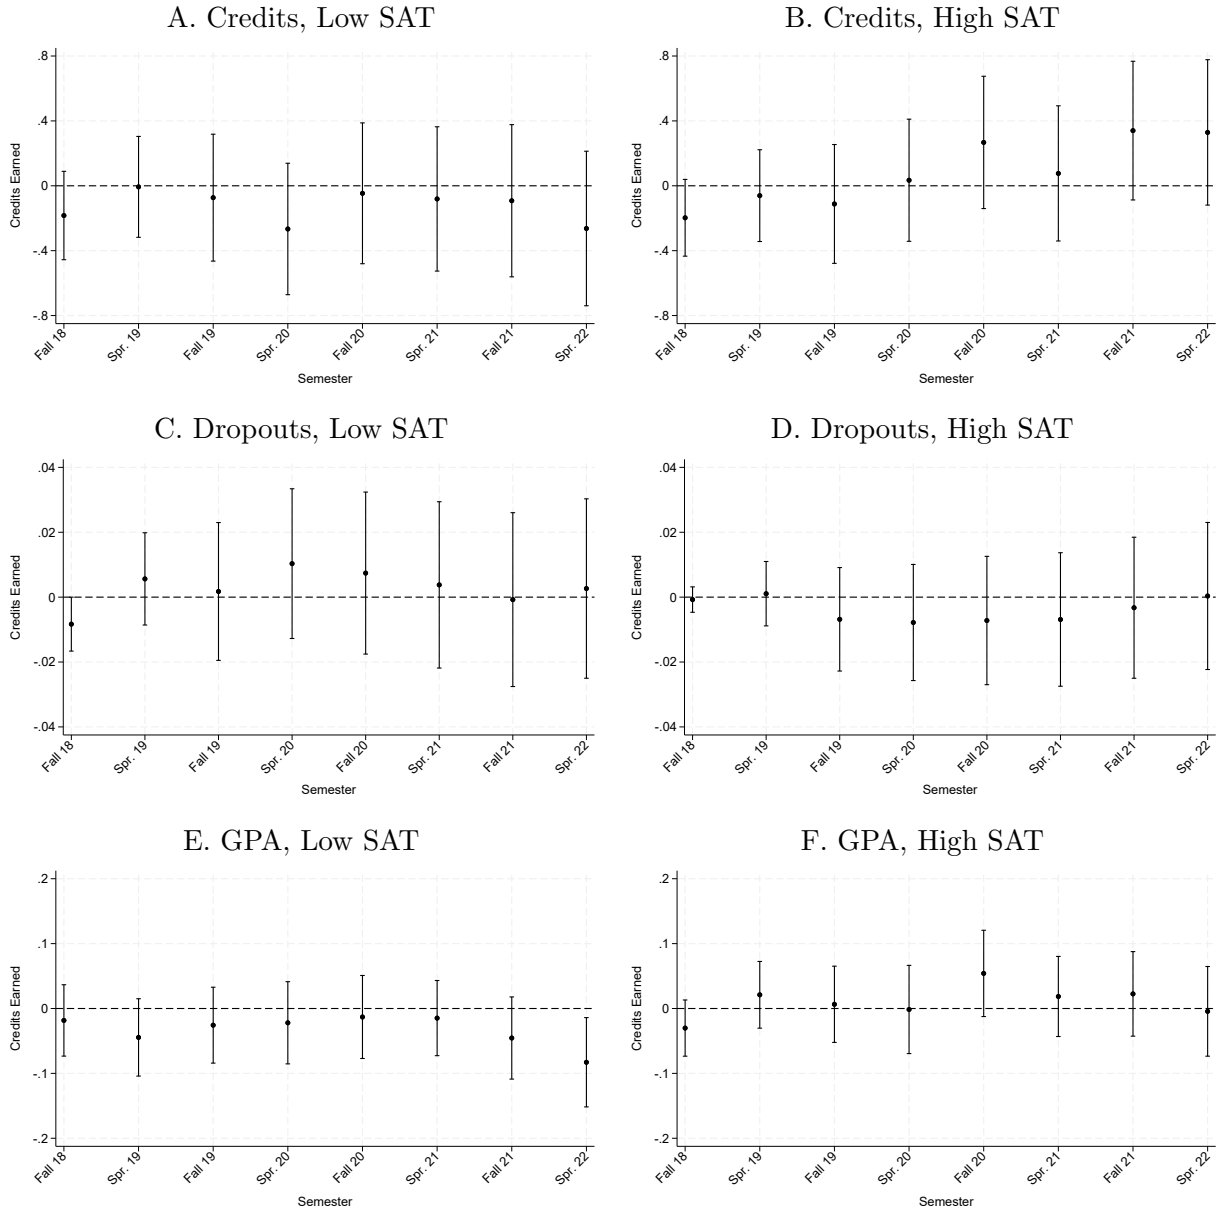 A. Credits, Low SAT
Credits Earned
.8
.4
0
-.4
-.8
Fall 18
Spr. 19
Fall 19
Spr. 20
Fall 20
Spr. 21
Fall 21
Spr. 22
Semester
B. Credits, High SAT
Credits Earned
.8
.4
0
-.4
-.8
Fall 18
Spr. 19
Fall 19
Spr. 20
Fall 20
Spr. 21
Fall 21
Spr. 22
Semester
C. Dropouts, Low SAT
Credits Earned
.04
.02
0
-.02
-.04
Fall 18
Spr. 19
Fall 19
Spr. 20
Fall 20
Spr. 21
Fall 21
Spr. 22
Semester
D. Dropouts, High SAT
Credits Earned
.04
.02
0
-.02
-.04
Fall 18
Spr. 19
Fall 19
Spr. 20
Fall 20
Spr. 21
Fall 21
Spr. 22
Semester
E. GPA, Low SAT
Credits Earned
.2
.1
0
-.1
-.2
Fall 18
Spr. 19
Fall 19
Spr. 20
Fall 20
Spr. 21
Fall 21
Spr. 22
Semester
F. GPA, High SAT
Credits Earned
.2
.1
0
-.1
-.2
Fall 18
Spr. 19
Fall 19
Spr. 20
Fall 20
Spr. 21
Fall 21
Spr. 22
Semester